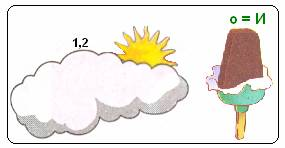 1,2
о = И